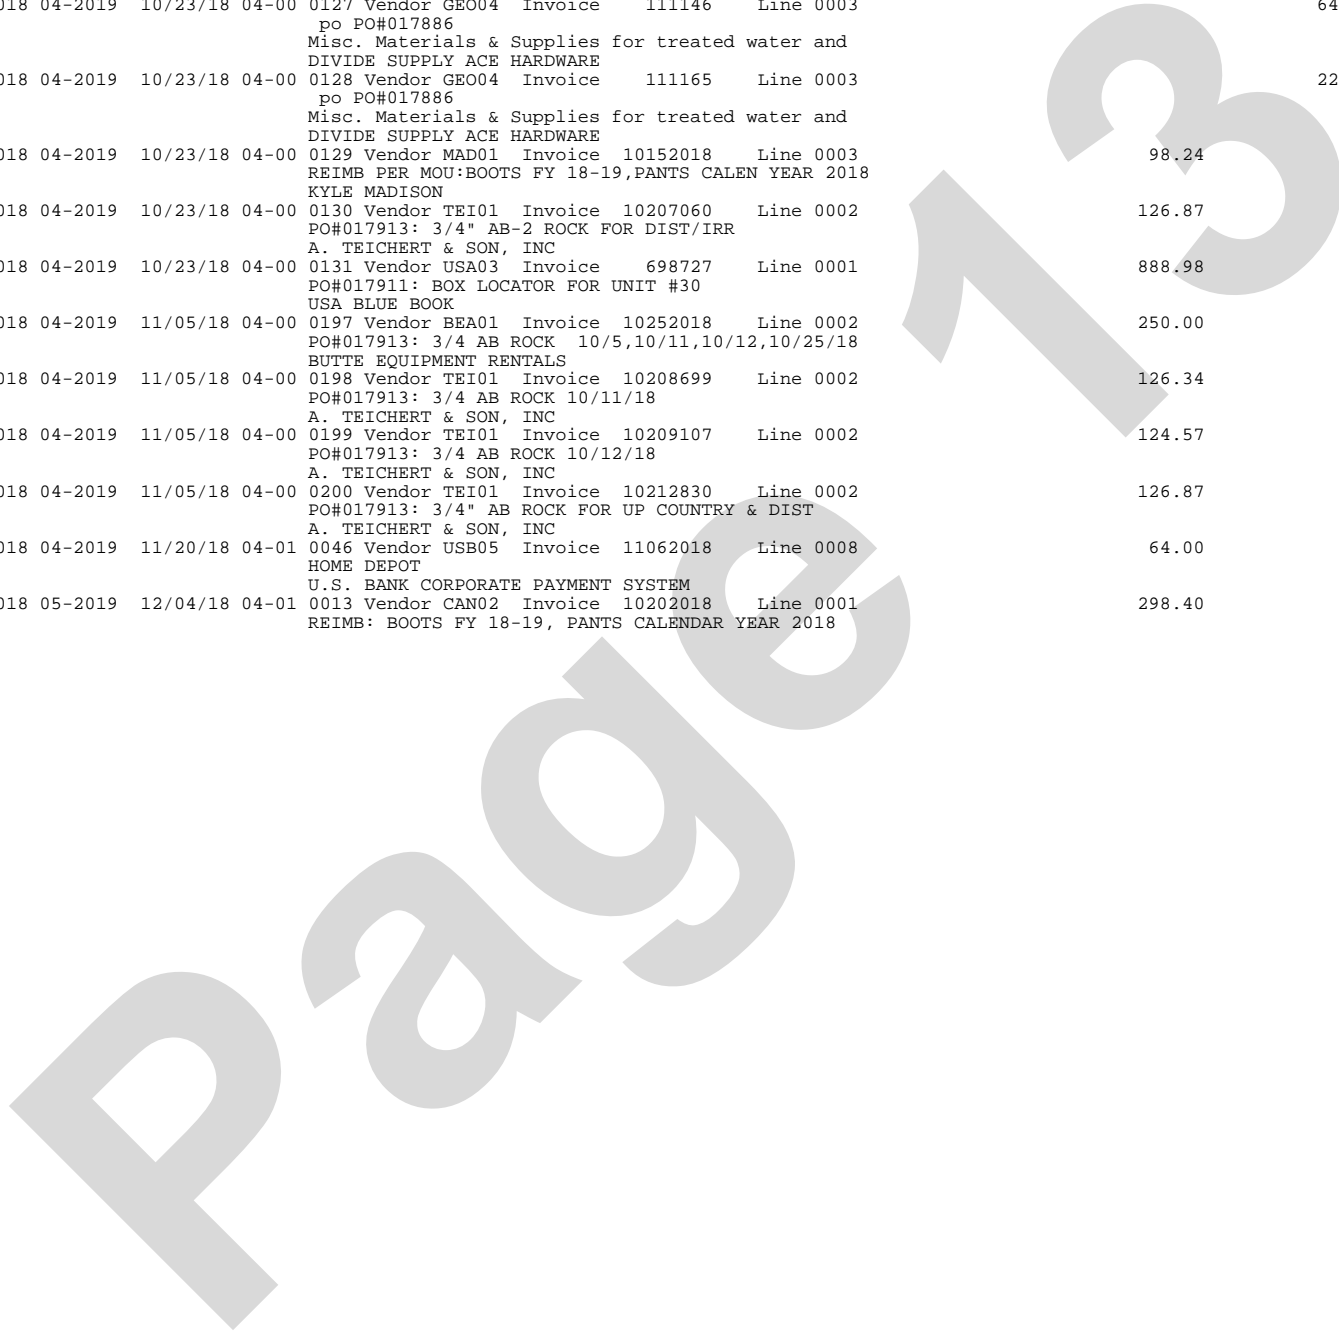 018 04-2019 10/23/18 04-00 0127 Vendor GEO04 Invoice 111146 Line 0003 64
po PO#017886
Misc. Materials & Supplies for treated water and
DIVIDE SUPPLY ACE HARDWARE
018 04-2019 10/23/18 04-00 0128 Vendor GEO04 Invoice 111165 Line 0003 22
po PO#017886
Misc. Materials & Supplies for treated water and
DIVIDE SUPPLY ACE HARDWARE
018 04-2019 10/23/18 04-00 0129 Vendor MAD01 Invoice 10152018 Line 0003 98.24
REIMB PER MOU:BOOTS FY 18-19,PANTS CALEN YEAR 2018
KYLE MADISON
018 04-2019 10/23/18 04-00 0130 Vendor TEI01 Invoice 10207060 Line 0002 126.87
PO#017913: 3/4" AB-2 ROCK FOR DIST/IRR
A. TEICHERT & SON, INC
018 04-2019 10/23/18 04-00 0131 Vendor USA03 Invoice 698727 Line 0001 888.98
PO#017911: BOX LOCATOR FOR UNIT #30
USA BLUE BOOK
018 04-2019 11/05/18 04-00 0197 Vendor BEA01 Invoice 10252018 Line 0002 250.00
PO#017913: 3/4 AB ROCK 10/5,10/11,10/12,10/25/18
BUTTE EQUIPMENT RENTALS
018 04-2019 11/05/18 04-00 0198 Vendor TEI01 Invoice 10208699 Line 0002 126.34
PO#017913: 3/4 AB ROCK 10/11/18
A. TEICHERT & SON, INC
018 04-2019 11/05/18 04-00 0199 Vendor TEI01 Invoice 10209107 Line 0002 124.57
PO#017913: 3/4 AB ROCK 10/12/18
A. TEICHERT & SON, INC
018 04-2019 11/05/18 04-00 0200 Vendor TEI01 Invoice 10212830 Line 0002 126.87
PO#017913: 3/4" AB ROCK FOR UP COUNTRY & DIST
A. TEICHERT & SON, INC
018 04-2019 11/20/18 04-01 0046 Vendor USB05 Invoice 11062018 Line 0008 64.00
HOME DEPOT
U.S. BANK CORPORATE PAYMENT SYSTEM
018 05-2019 12/04/18 04-01 0013 Vendor CAN02 Invoice 10202018 Line 0001 298.40
REIMB: BOOTS FY 18-19, PANTS CALENDAR YEAR 2018
Page 13